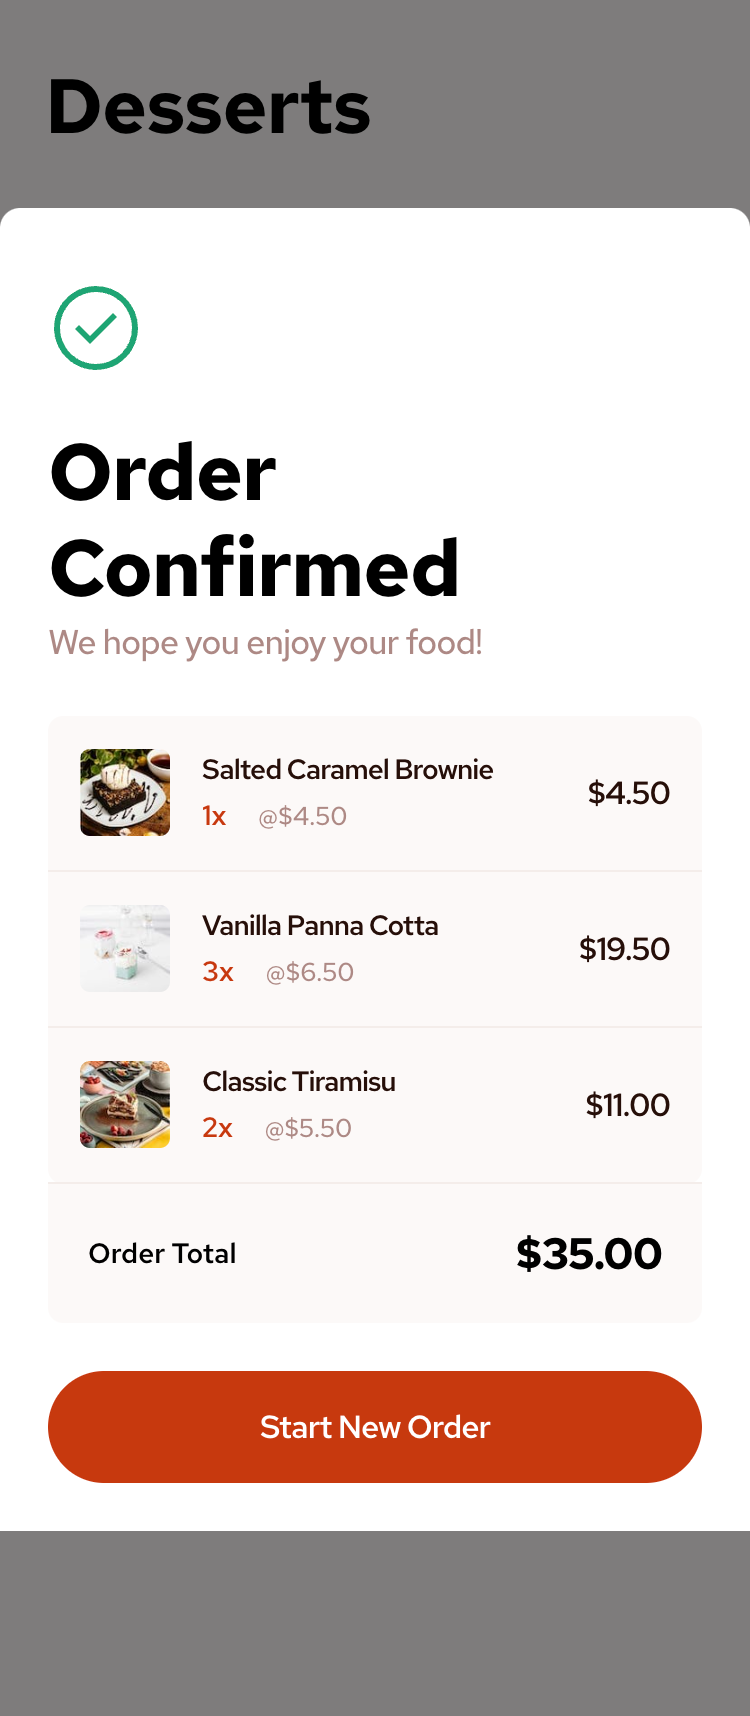 Desserts
Order
Confirmed
We hope you enjoy your food!
Salted Caramel Brownie
1x @$4.50
$4.50
Vanilla Panna Cotta
3x @$6.50
$19.50
Classic Tiramisu
2x @$5.50
$11.00
Order Total
$35.00
Start New Order